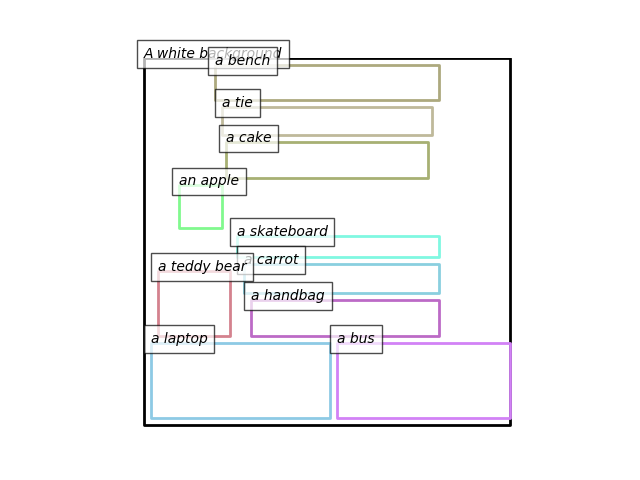 A white background
a bench
a tie
a cake
an apple
a skateboard
a carrot
a teddy bear
a handbag
a laptop
a bus